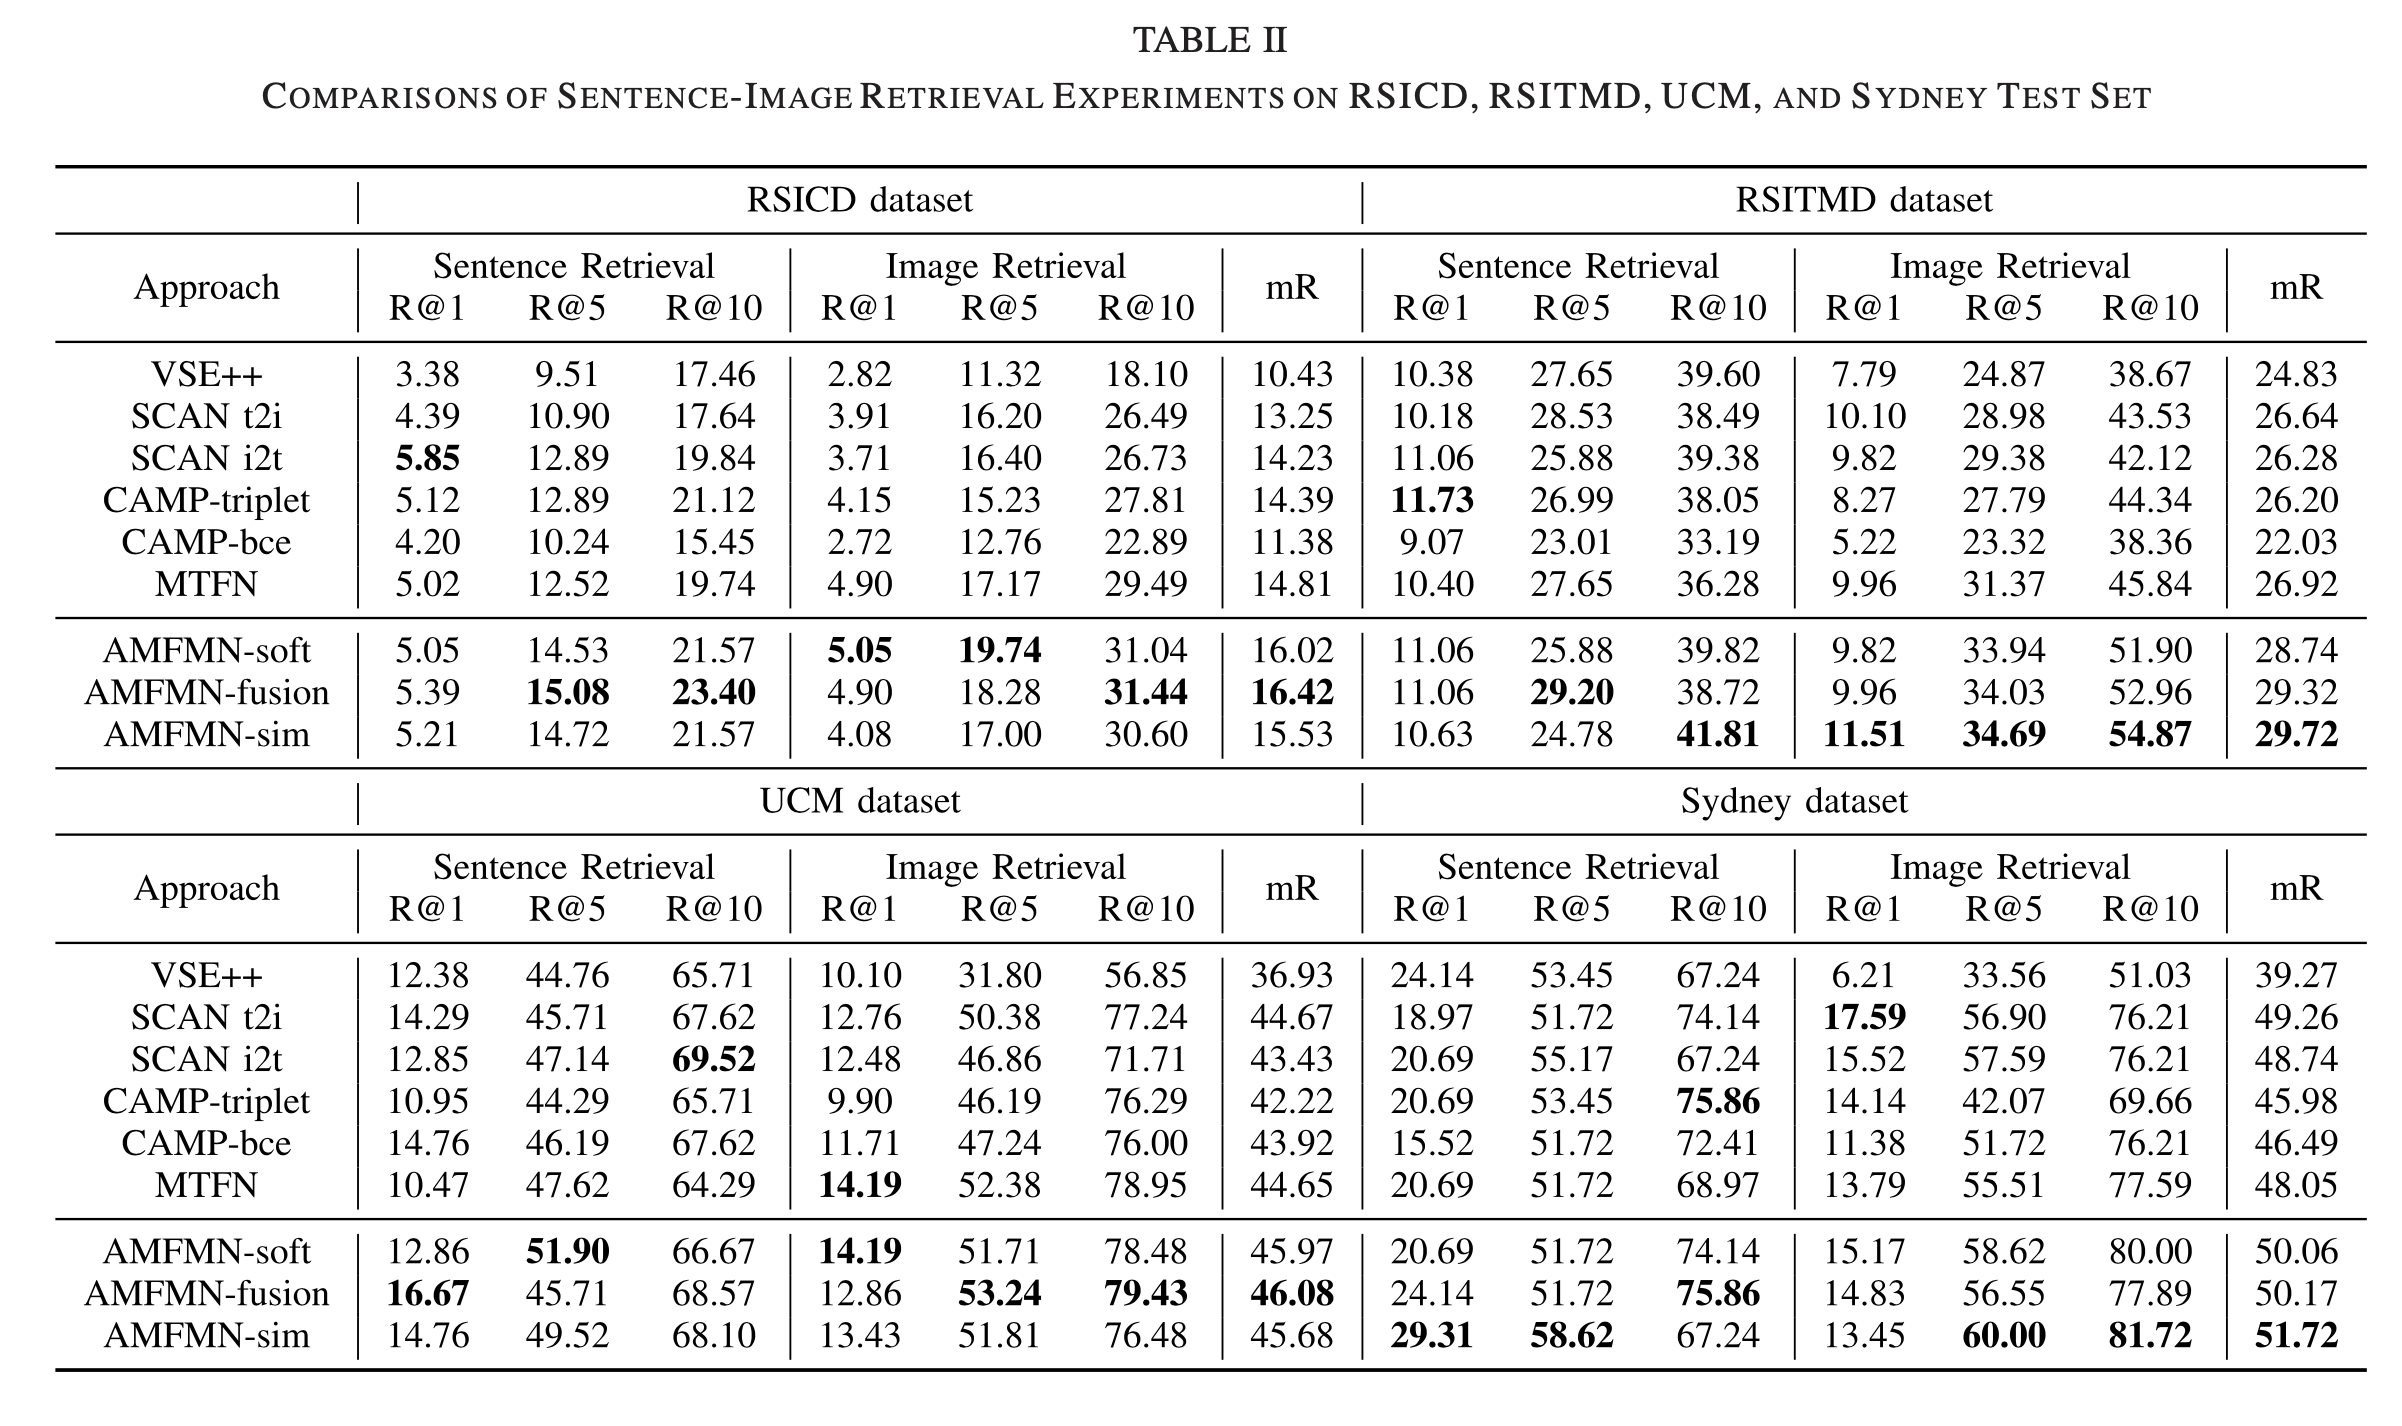 TABLE II
COMPARISONS OF SENTENCE-IMAGE RETRIEVAL EXPERIMENTS ON RSICD, RSITMD, UCM, AND SYDNEY TEST SET
RSICD dataset RSITMD dataset
Approach Sentence Retrieval Image Retrieval mR Sentence Retrieval Image Retrieval mR
R@1 R@5 R@10 R@1 R@5 R@10 R@1 R@5 R@10 R@1 R@5 R@10
VSE++ 3.38 9.51 17.46 2.82 11.32 18.10 10.43 10.38 27.65 39.60 7.79 24.87 38.67 24.83
SCAN t2i 4.39 10.90 17.64 3.91 16.20 26.49 13.25 10.18 28.53 38.49 10.10 28.98 43.53 26.64
SCAN i2t 5.85 12.89 19.84 3.71 16.40 26.73 14.23 11.06 25.88 39.38 9.82 29.38 42.12 26.28
CAMP-triplet 5.12 12.89 21.12 4.15 15.23 27.81 14.39 11.73 26.99 38.05 8.27 27.79 44.34 26.20
CAMP-bce 4.20 10.24 15.45 2.72 12.76 22.89 11.38 9.07 23.01 33.19 5.22 23.32 38.36 22.03
MTFN 5.02 12.52 19.74 4.90 17.17 29.49 14.81 10.40 27.65 36.28 9.96 31.37 45.84 26.92
AMFMN-soft 5.05 14.53 21.57 5.05 19.74 31.04 16.02 11.06 25.88 39.82 9.82 33.94 51.90 28.74
AMFMN-fusion 5.39 15.08 23.40 4.90 18.28 31.44 16.42 11.06 29.20 38.72 9.96 34.03 52.96 29.32
AMFMN-sim 5.21 14.72 21.57 4.08 17.00 30.60 15.53 10.63 24.78 41.81 11.51 34.69 54.87 29.72
UCM dataset Sydney dataset
Approach Sentence Retrieval Image Retrieval mR Sentence Retrieval Image Retrieval mR
R@1 R@5 R@10 R@1 R@5 R@10 R@1 R@5 R@10 R@1 R@5 R@10
VSE++ 12.38 44.76 65.71 10.10 31.80 56.85 36.93 24.14 53.45 67.24 6.21 33.56 51.03 39.27
SCAN t2i 14.29 45.71 67.62 12.76 50.38 77.24 44.67 18.97 51.72 74.14 17.59 56.90 76.21 49.26
SCAN i2t 12.85 47.14 69.52 12.48 46.86 71.71 43.43 20.69 55.17 67.24 15.52 57.59 76.21 48.74
CAMP-triplet 10.95 44.29 65.71 9.90 46.19 76.29 42.22 20.69 53.45 75.86 14.14 42.07 69.66 45.98
CAMP-bce 14.76 46.19 67.62 11.71 47.24 76.00 43.92 15.52 51.72 72.41 11.38 51.72 76.21 46.49
MTFN 10.47 47.62 64.29 14.19 52.38 78.95 44.65 20.69 51.72 68.97 13.79 55.51 77.59 48.05
AMFMN-soft 12.86 51.90 66.67 14.19 51.71 78.48 45.97 20.69 51.72 74.14 15.17 58.62 80.00 50.06
AMFMN-fusion 16.67 45.71 68.57 12.86 53.24 79.43 46.08 24.14 51.72 75.86 14.83 56.55 77.89 50.17
AMFMN-sim 14.76 49.52 68.10 13.43 51.81 76.48 45.68 29.31 58.62 67.24 13.45 60.00 81.72 51.72